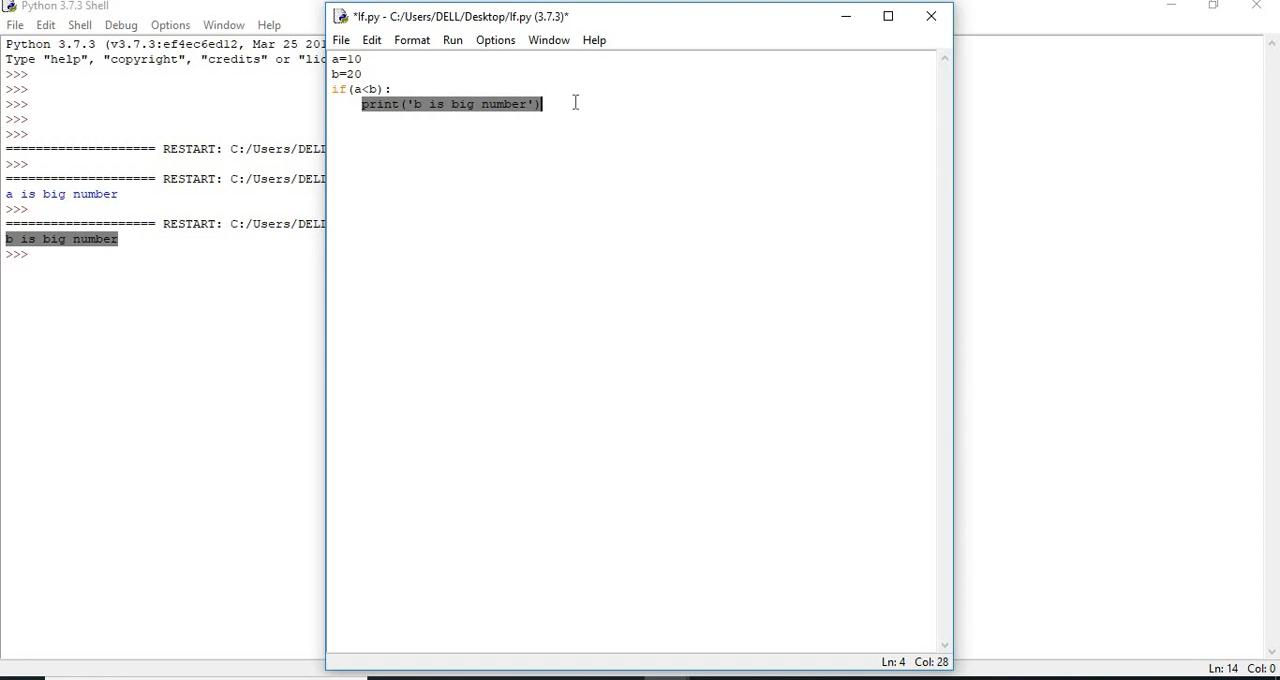 Python 3.7.3 Shell
File Edit Shell Debug Options Window Help
Python 3.7.3 (v3.7.3:ef4ec6ed12, Mar 25 201
Type "help", "copyright", "credits" or "lic
>>>
>>>
>>>
>>>
>>>
==================== RESTART: C:/Users/DELL
>>>
==================== RESTART: C:/Users/DELL
a is big number
>>>
==================== RESTART: C:/Users/DELL
b is big number
>>>
Ln: 14 Col: 0
*If.py - C:/Users/DELL/Desktop/If.py (3.7.3)*
File Edit Format Run Options Window Help
a=10
b=20
if(a<b):
    print('b is big number')
Ln: 4 Col: 28